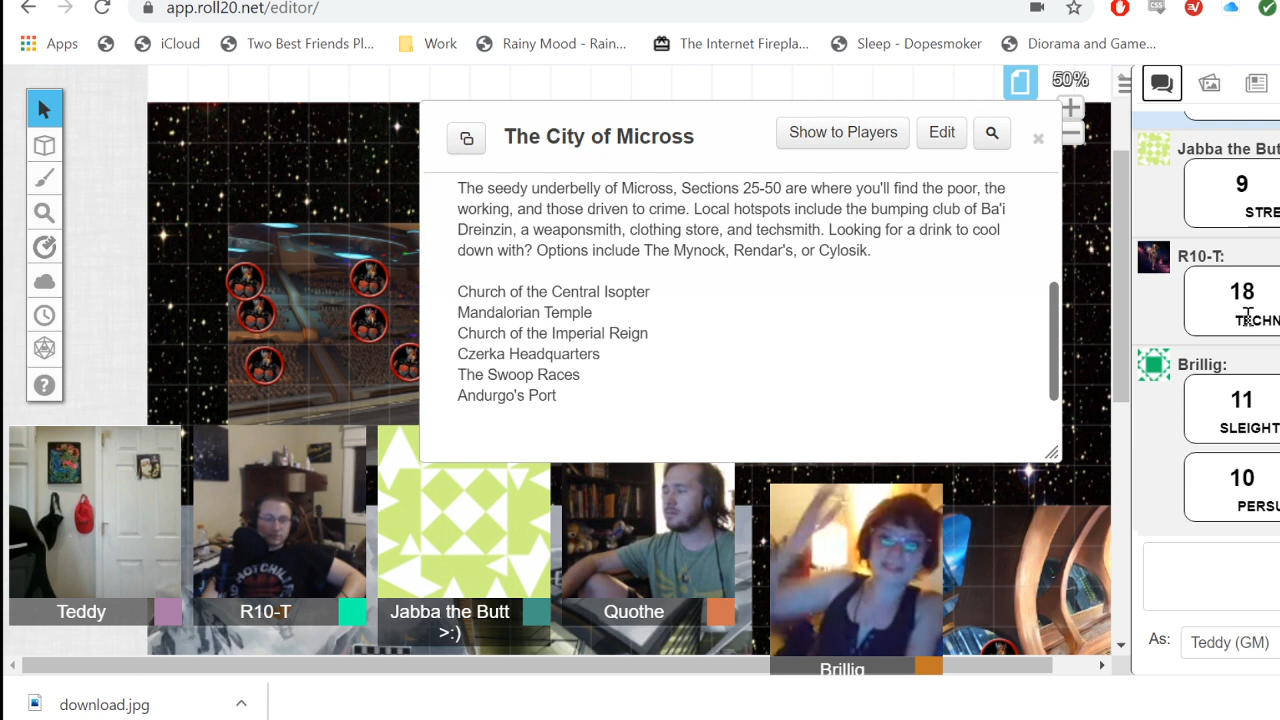 app.roll20.net/editor/
Apps
iCloud
Two Best Friends Pl...
Work
Rainy Mood - Rain...
The Internet Firepla...
Sleep - Dopesmoker
Diorama and Game...
CSS
50%
The City of Micross
Show to Players
Edit
The seedy underbelly of Micross, Sections 25-50 are where you'll find the poor, the
working, and those driven to crime. Local hotspots include the bumping club of Ba'i
Dreinzin, a weaponsmith, clothing store, and techsmith. Looking for a drink to cool
down with? Options include The Mynock, Rendar's, or Cylosik.
Church of the Central Isopter
Mandalorian Temple
Church of the Imperial Reign
Czerka Headquarters
The Swoop Races
Andurgo's Port
Jabba the But
9
STRE
R10-T:
18
TECHN
Brillig:
11
SLEIGHT
10
PERSU
As:
Teddy (GM)
Teddy
R10-T
Jabba the Butt
>:)
Quothe
Brillig
download.jpg